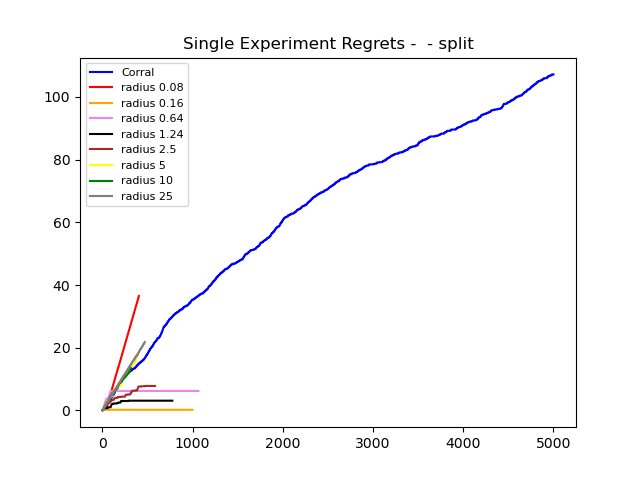 Single Experiment Regrets -  - split
Corral
radius 0.08
radius 0.16
radius 0.64
radius 1.24
radius 2.5
radius 5
radius 10
radius 25
100
80
60
40
20
0
0 1000 2000 3000 4000 5000